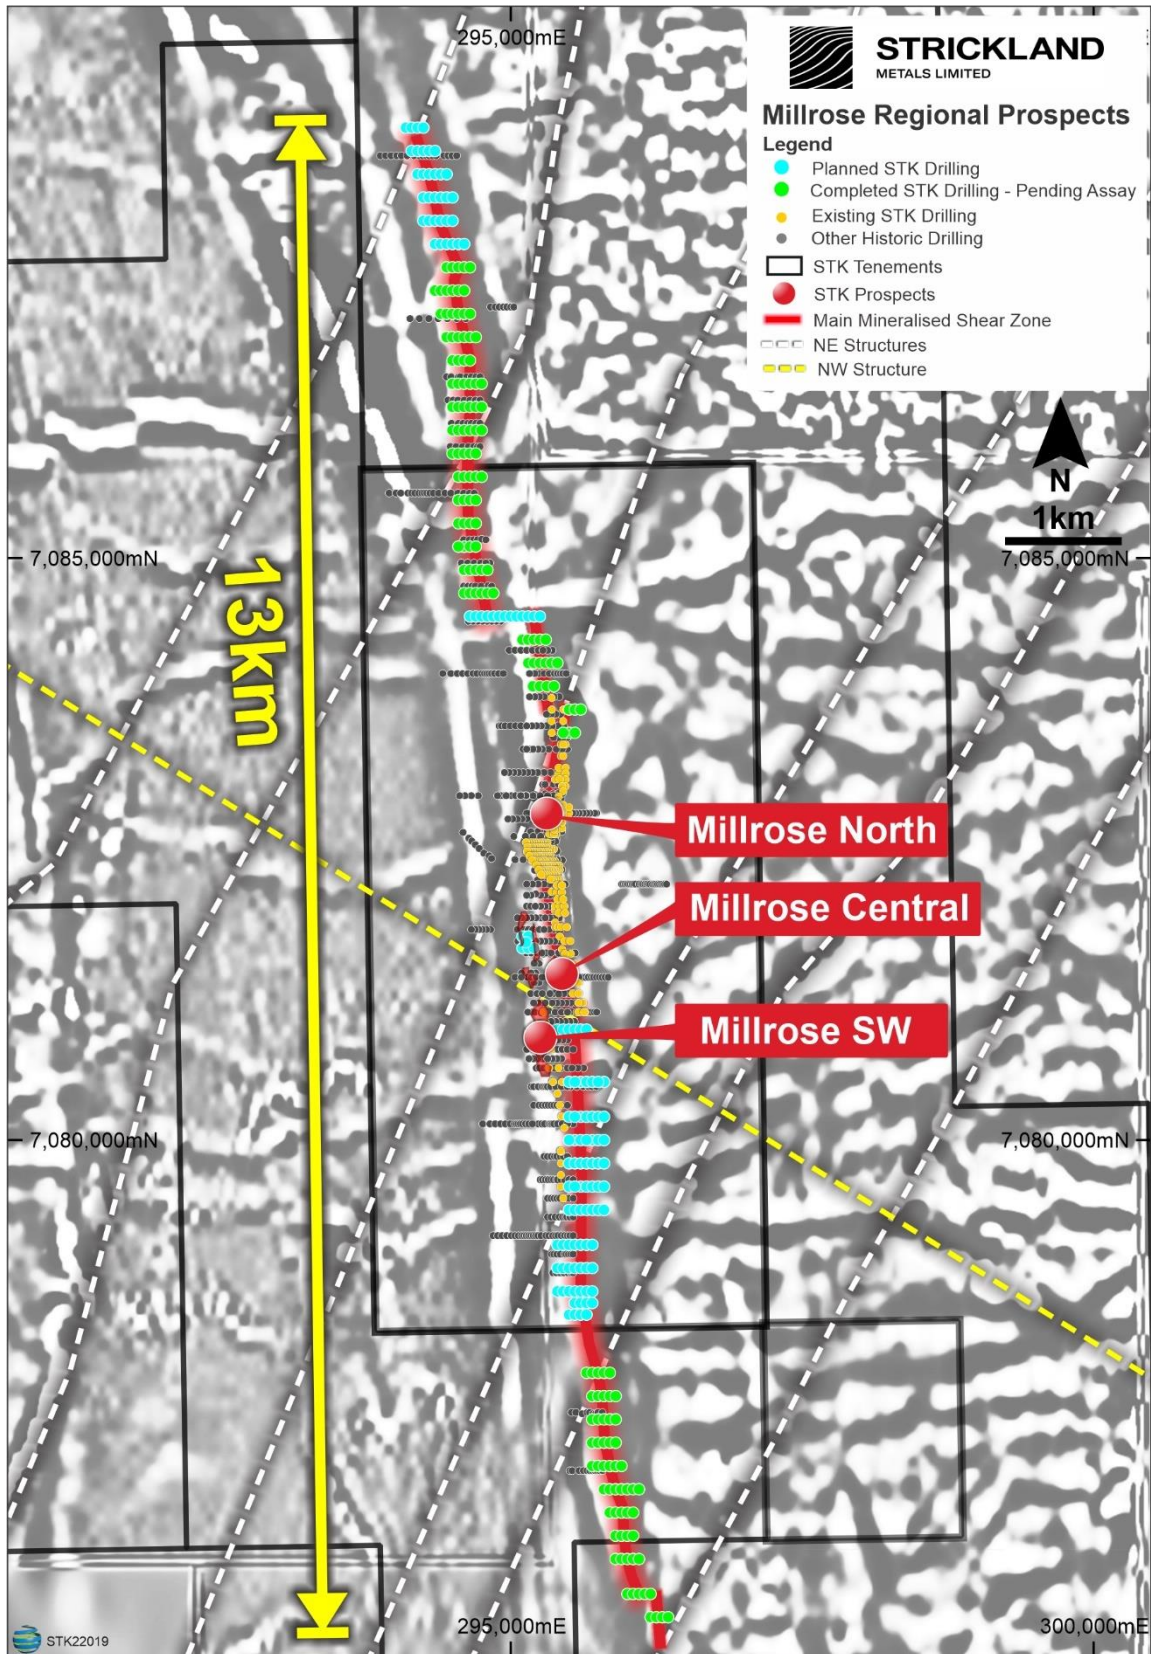 295,000mE
STRICKLAND
METALS LIMITED
Millrose Regional Prospects
Legend
Planned STK Drilling
Completed STK Drilling - Pending Assay
Existing STK Drilling
Other Historic Drilling
STK Tenements
STK Prospects
Main Mineralised Shear Zone
NE Structures
NW Structure
N
1km
7,085,000mN
7,085,000mN
13km
Millrose North
Millrose Central
Millrose SW
7,080,000mN
7,080,000mN
295,000mE
300,000mE
STK22019